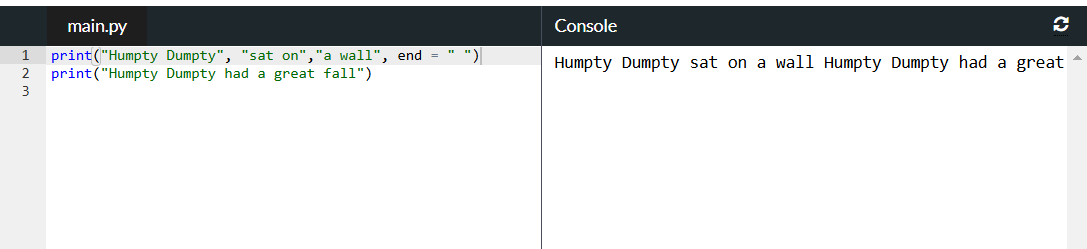 main.py
Console
1 print("Humpty Dumpty", "sat on","a wall", end = " ")
2 print("Humpty Dumpty had a great fall")
3
Humpty Dumpty sat on a wall Humpty Dumpty had a great